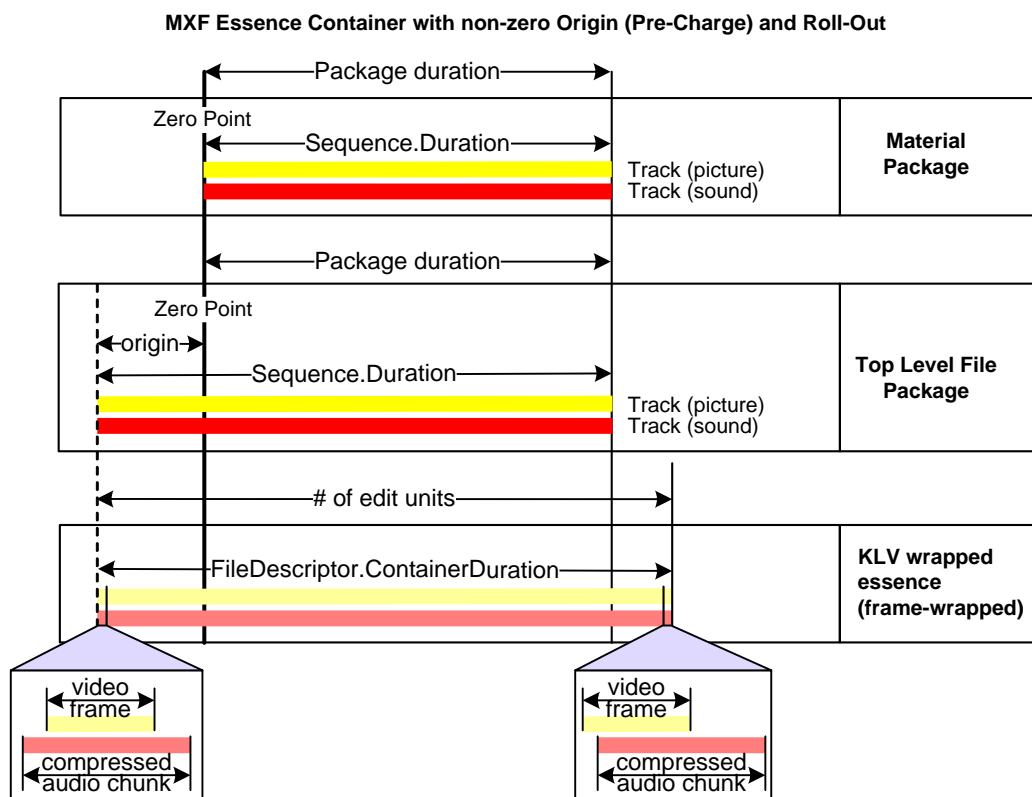 MXF Essence Container with non-zero Origin (Pre-Charge) and Roll-Out
Package duration
Zero Point
Sequence.Duration
Track (picture)
Track (sound)
Material
Package
Package duration
Zero Point
origin
Sequence.Duration
Track (picture)
Track (sound)
Top Level File
Package
# of edit units
FileDescriptor.ContainerDuration
KLV wrapped
essence
(frame-wrapped)
video
frame
compressed
audio chunk
video
frame
compressed
audio chunk